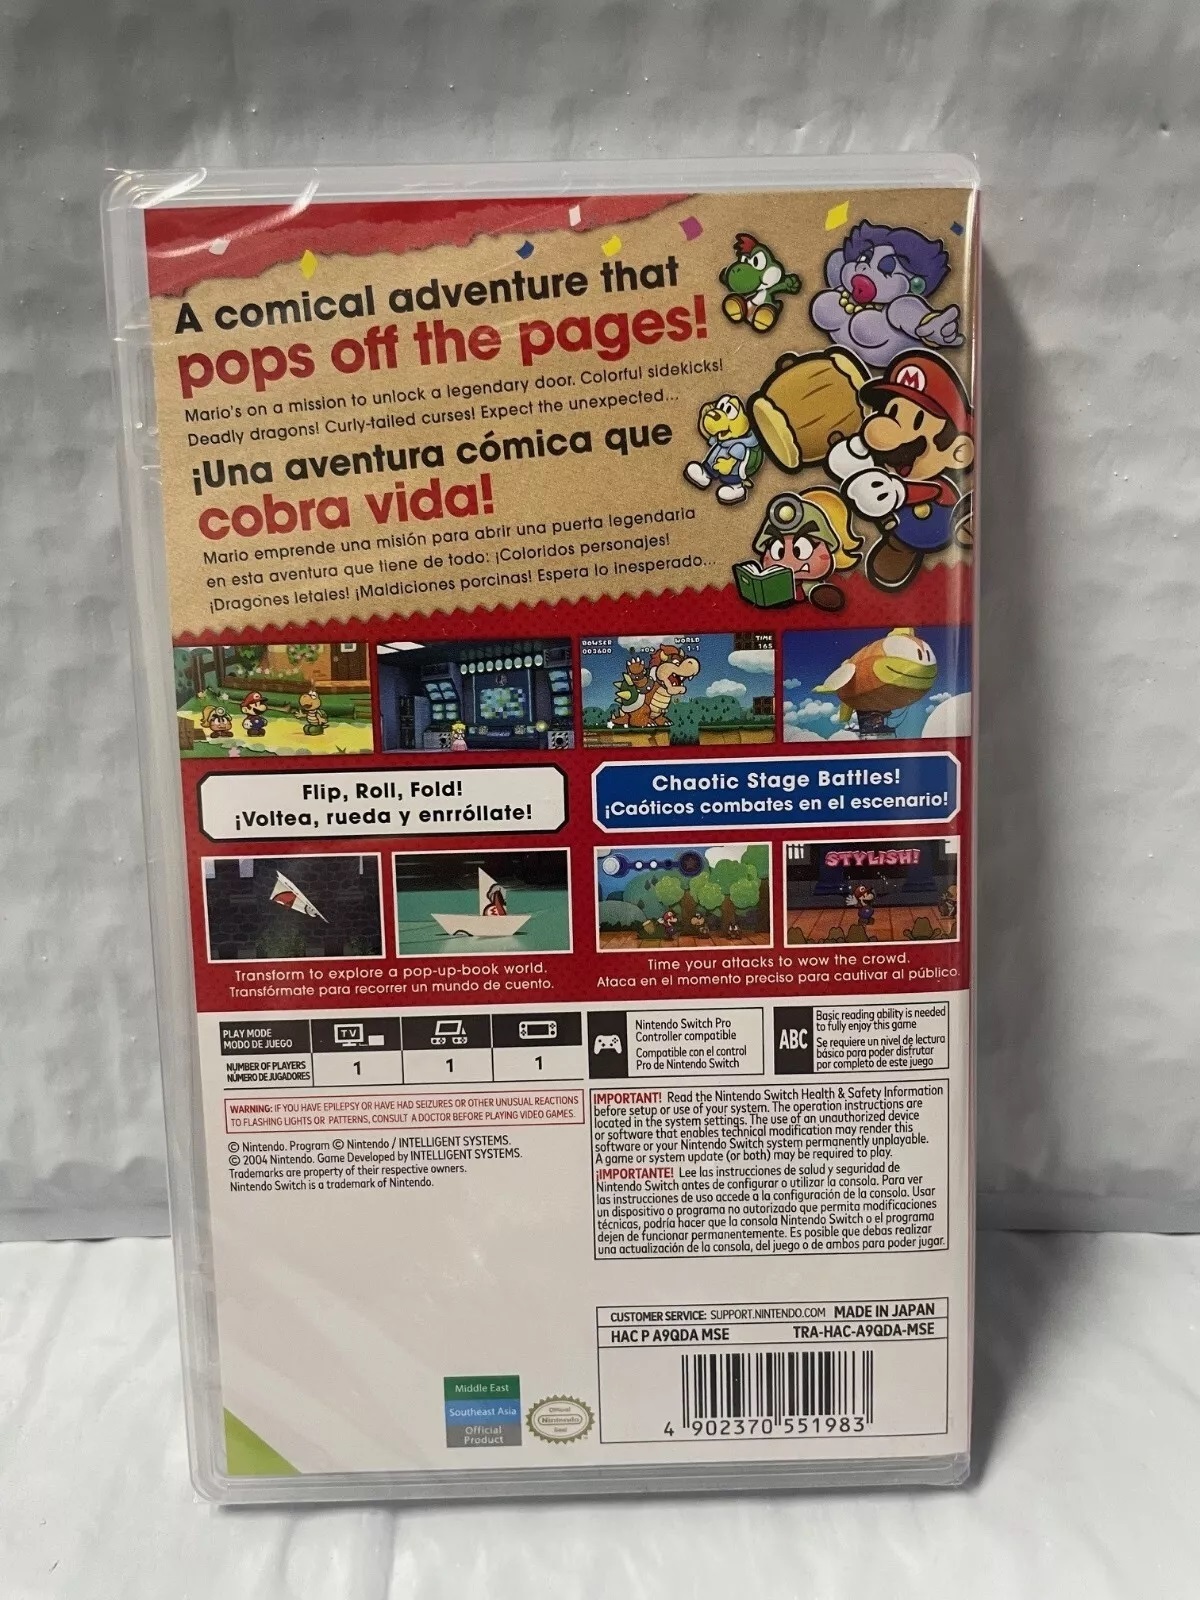 A comical adventure that
pops off the pages!
Mario's on a mission to unlock a legendary door. Colorful sidekicks!
Deadly dragons! Curly-tailed curses! Expect the unexpected...
¡Una aventura cómica que
cobra vida!
Mario emprende una misión para abrir una puerta legendaria
en esta aventura que tiene de todo: ¡Coloridos personajes!
¡Dragones letales! ¡Maldiciones porcinas! Espera lo inesperado...
M
BOWSER
003600
×04
WORLD
1-1
TIME
165
Flip, Roll, Fold!
¡Voltea, rueda y enrróllate!
Chaotic Stage Battles!
¡Caóticos combates en el escenario!
STYLISH!
Transform to explore a pop-up-book world.
Transfórmate para recorrer un mundo de cuento.
Time your attacks to wow the crowd.
Ataca en el momento preciso para cautivar al público.
PLAY MODE
MODO DE JUEGO
TV
NUMBER OF PLAYERS
NÚMERO DE JUGADORES
1
1
1
Nintendo Switch Pro
Controller compatible
Compatible con el control
Pro de Nintendo Switch
ABC
Basic reading ability is needed
to fully enjoy this game
Se requiere un nivel de lectura
básico para poder disfrutar
por completo de este juego
WARNING: IF YOU HAVE EPILEPSY OR HAVE HAD SEIZURES OR OTHER UNUSUAL REACTIONS
TO FLASHING LIGHTS OR PATTERNS, CONSULT A DOCTOR BEFORE PLAYING VIDEO GAMES.
© Nintendo. Program © Nintendo / INTELLIGENT SYSTEMS.
© 2004 Nintendo. Game Developed by INTELLIGENT SYSTEMS.
Trademarks are property of their respective owners.
Nintendo Switch is a trademark of Nintendo.
IMPORTANT! Read the Nintendo Switch Health & Safety Information
before setup or use of your system. The operation instructions are
located in the system settings. The use of an unauthorized device
or software that enables technical modification may render this
software or your Nintendo Switch system permanently unplayable.
A game or system update (or both) may be required to play.
¡IMPORTANTE! Lee las instrucciones de salud y seguridad de
Nintendo Switch antes de configurar o utilizar la consola. Para ver
las instrucciones de uso accede a la configuración de la consola. Usar
un dispositivo o programa no autorizado que permita modificaciones
técnicas, podría hacer que la consola Nintendo Switch o el programa
dejen de funcionar permanentemente. Es posible que debas realizar
una actualización de la consola, del juego o de ambos para poder jugar.
CUSTOMER SERVICE: SUPPORT.NINTENDO.COM MADE IN JAPAN
HAC P A9QDA MSE TRA-HAC-A9QDA-MSE
4 902370 551983
Middle East
Southeast Asia
Official
Product
Official
Nintendo
Seal